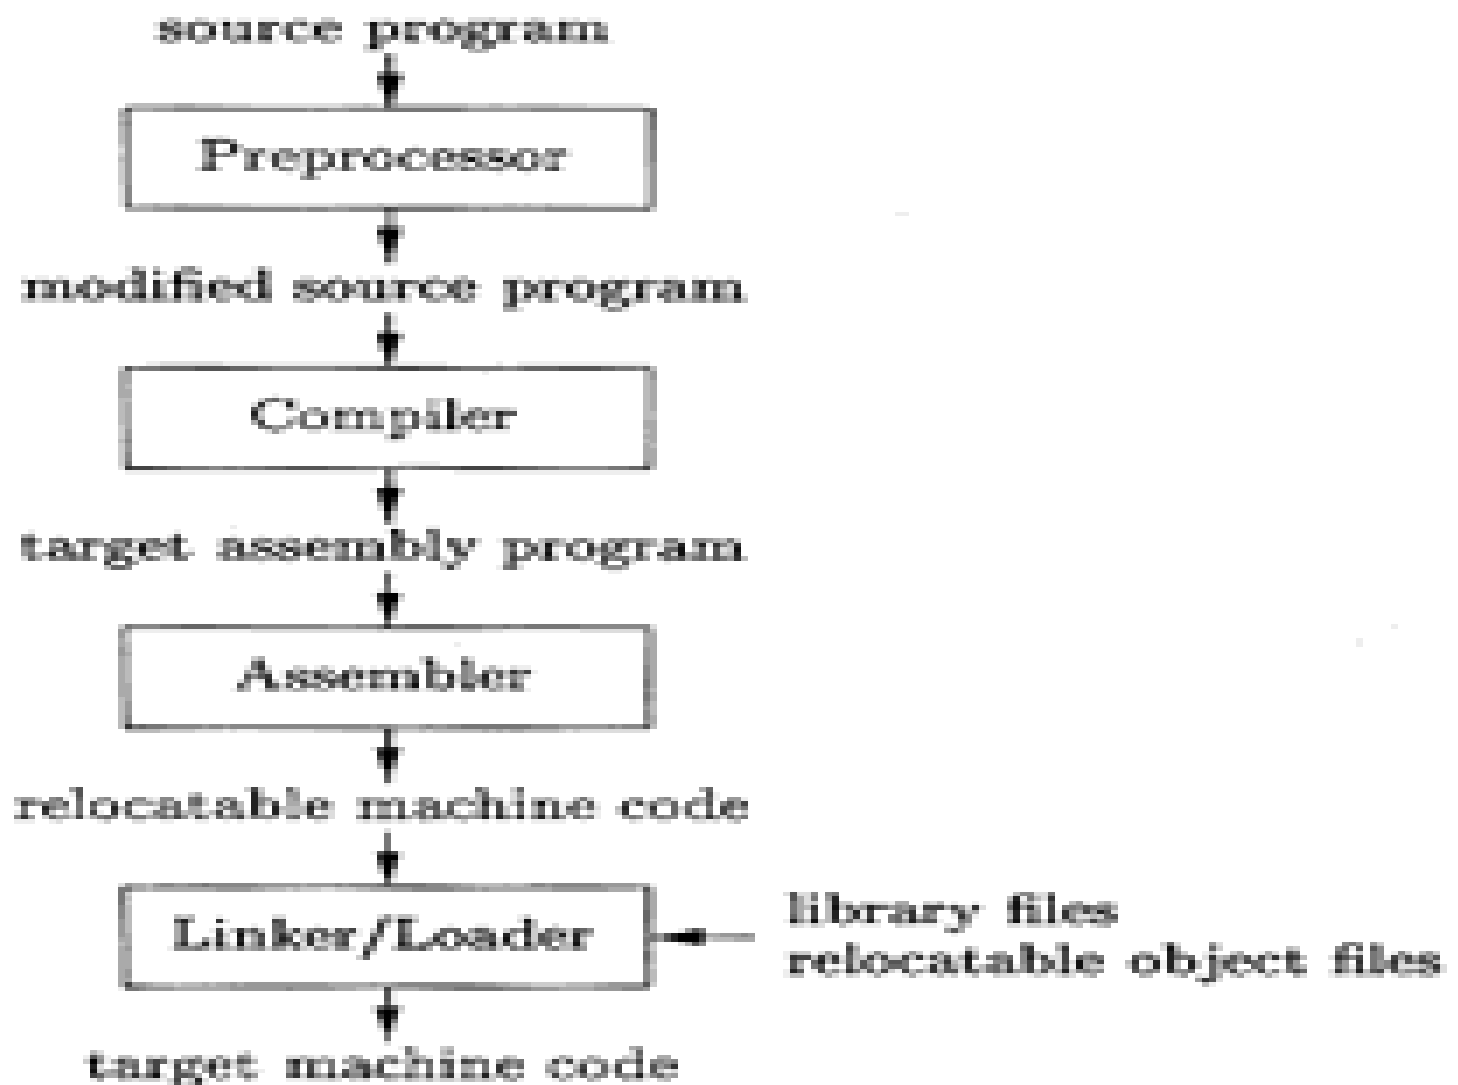 source program
Preprocessor
modified source program
Compiler
target assembly program
Assembler
relocatable machine code
Linker/Loader
library files
relocatable object files
target machine code